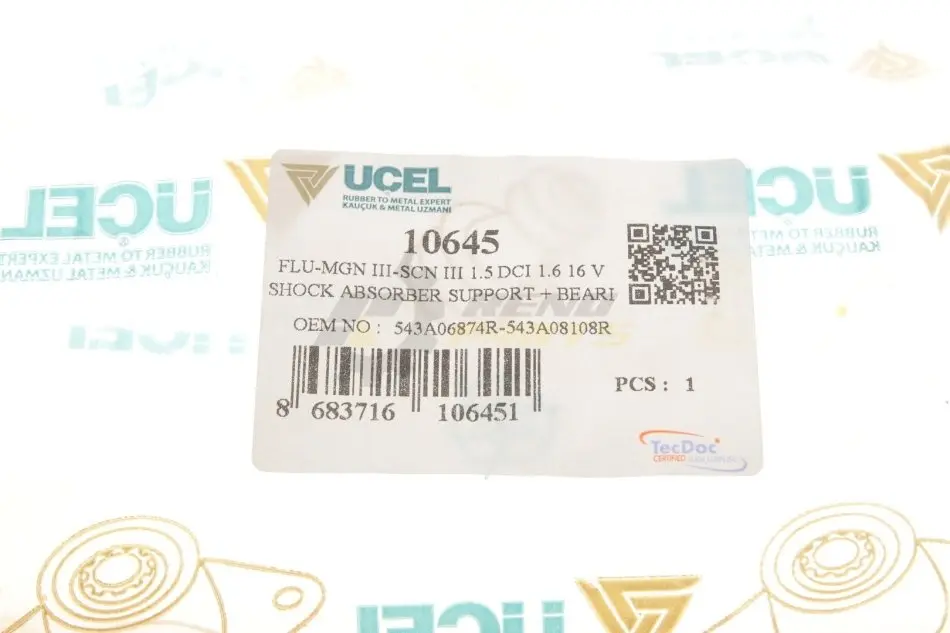 UÇEL
RUBBER TO METAL EXPERT
KAUÇUK & METAL UZMANI
10645
FLU-MGN III-SCN III 1.5 DCI 1.6 16 V
SHOCK ABSORBER SUPPORT + BEARI
OEM NO : 543A06874R-543A08108R
8 683716 106451
PCS : 1
TecDoc
CERTIFIED
UÇEL
RUBBER TO METAL EXPERT
KAUÇUK & METAL UZMANI
UÇEL
RUBBER TO METAL
KAUÇUK & METAL
UCEL